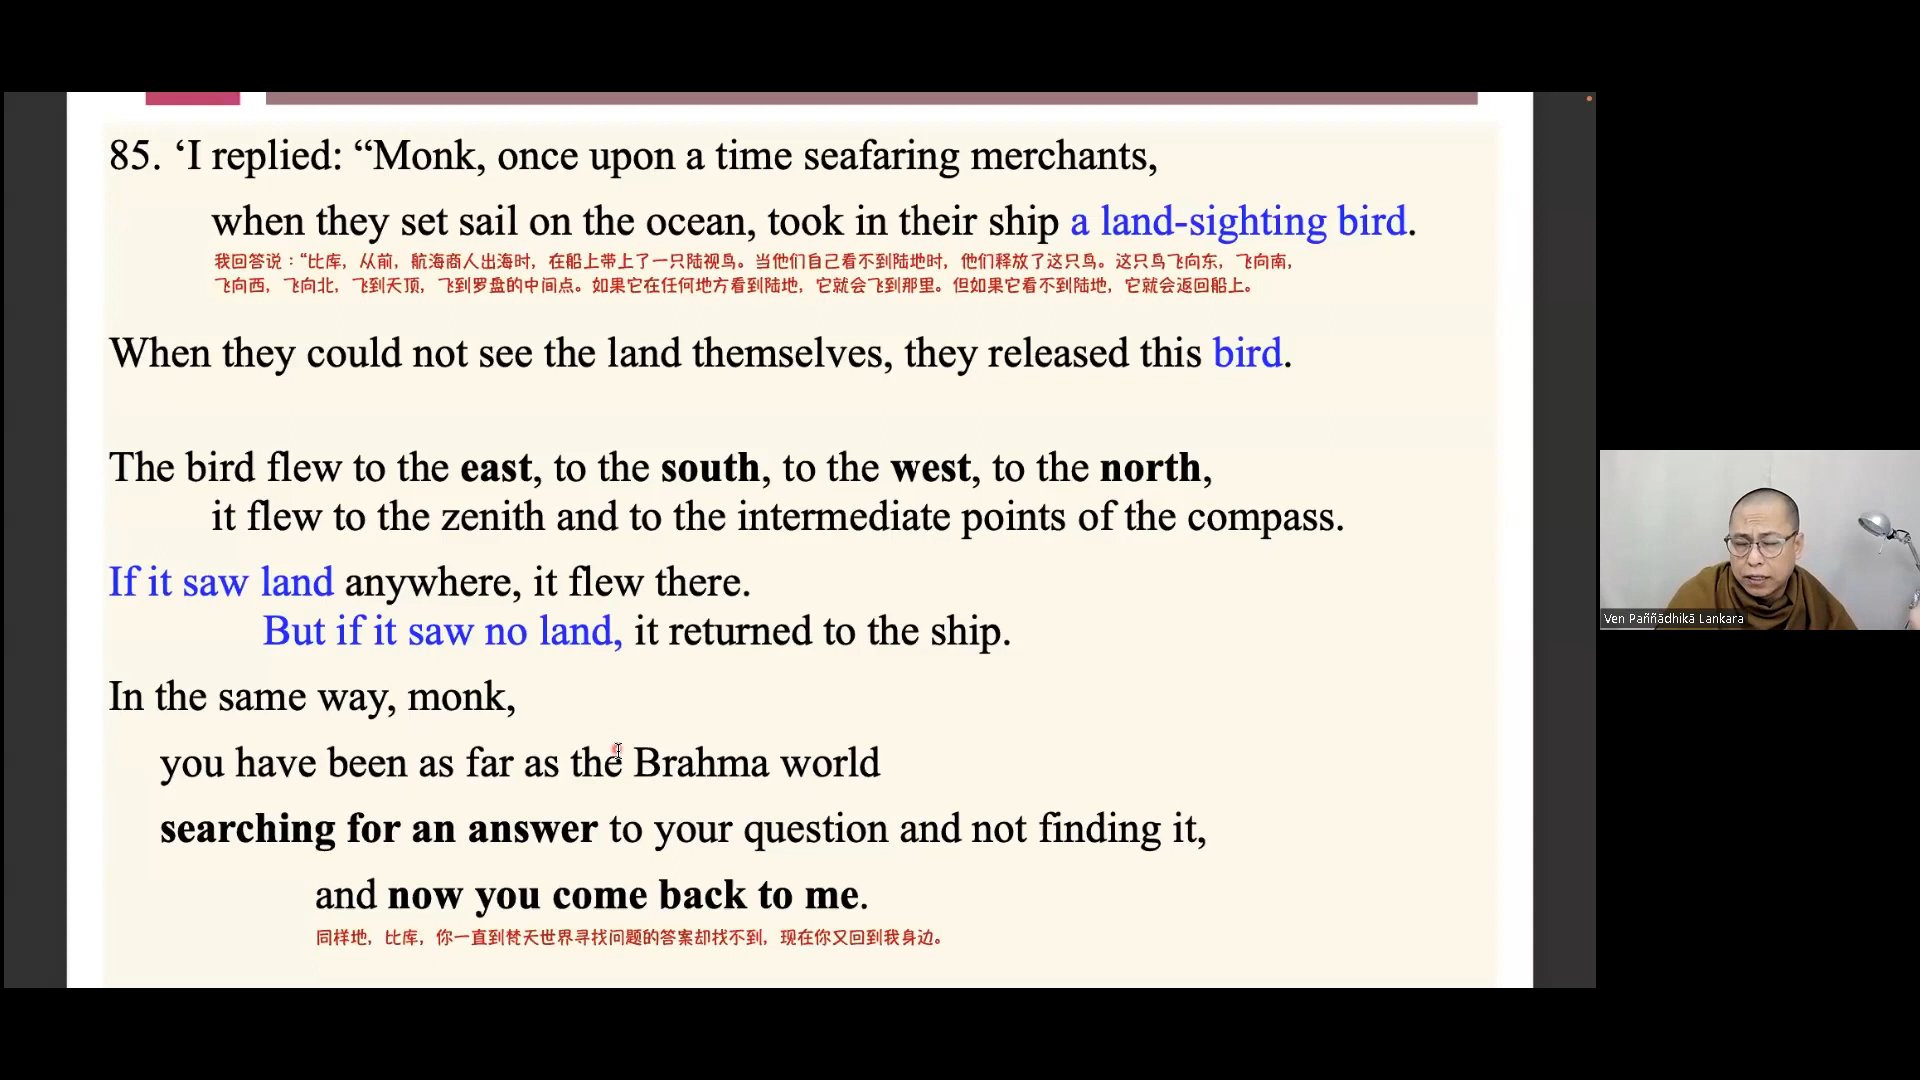 85. ‘I replied: “Monk, once upon a time seafaring merchants,
when they set sail on the ocean, took in their ship a land-sighting bird.
我回答说：“比库，从前，航海商人出海时，在船上带上了一只陆视鸟。当他们自己看不到陆地时，他们释放了这只鸟。这只鸟飞向东，飞向南，
飞向西，飞向北，飞到天顶，飞到罗盘的中间点。如果它在任何地方看到陆地，它就会飞到那里。但如果它看不到陆地，它就会返回船上。
When they could not see the land themselves, they released this bird.
The bird flew to the east, to the south, to the west, to the north,
it flew to the zenith and to the intermediate points of the compass.
If it saw land anywhere, it flew there.
But if it saw no land, it returned to the ship.
In the same way, monk,
you have been as far as the Brahma world
searching for an answer to your question and not finding it,
and now you come back to me.
同样地，比库，你一直到梵天世界寻找问题的答案却找不到，现在你又回到我身边。
Ven Paññādhikā Lankara